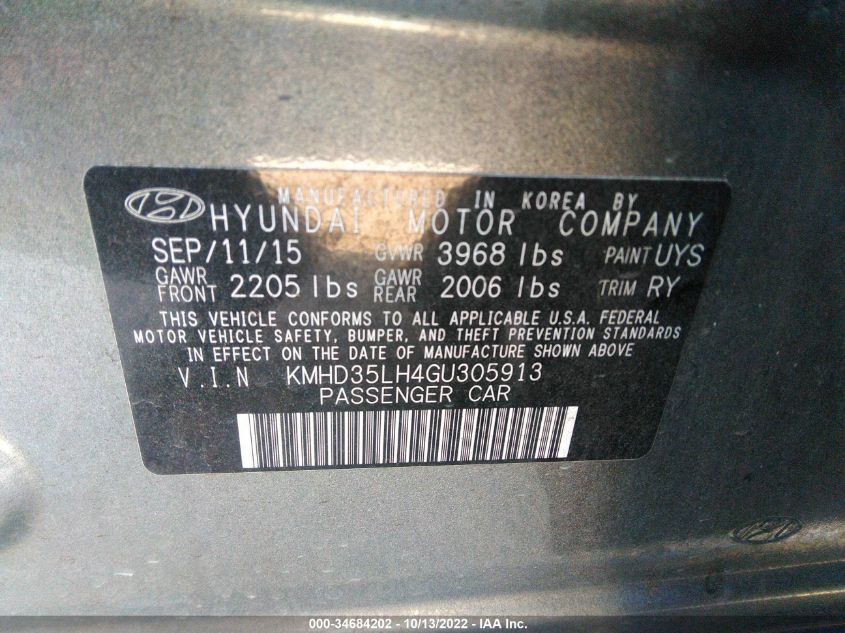 MANUFACTURED IN KOREA BY
HYUNDAI MOTOR COMPANY
SEP/11/15 GVWR 3968 lbs PAINT UYS
GAWR FRONT 2205 lbs GAWR REAR 2006 lbs TRIM RY
THIS VEHICLE CONFORMS TO ALL APPLICABLE U.S.A. FEDERAL
MOTOR VEHICLE SAFETY, BUMPER, AND THEFT PREVENTION STANDARDS
IN EFFECT ON THE DATE OF MANUFACTURE SHOWN ABOVE
V.I.N KMHD35LH4GU305913
PASSENGER CAR
000-34684202 - 10/13/2022 - IAA Inc.